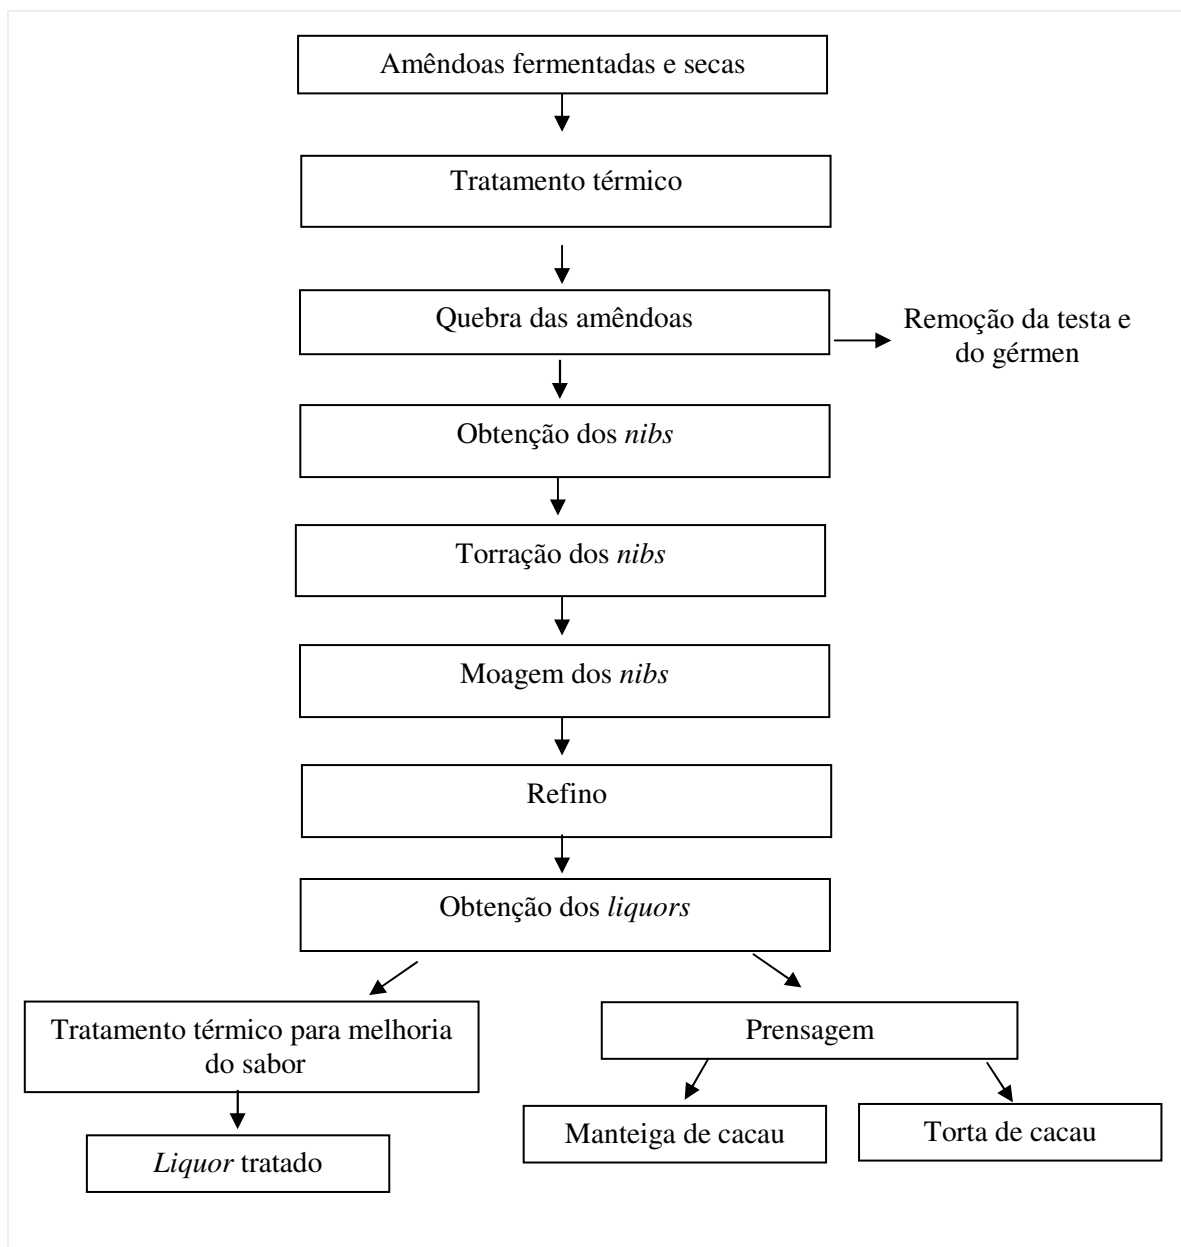 Amêndoas fermentadas e secas
Tratamento térmico
Quebra das amêndoas
Remoção da testa e
do gérmen
Obtenção dos nibs
Torração dos nibs
Moagem dos nibs
Refino
Obtenção dos liquors
Tratamento térmico para melhoria
do sabor
Prensagem
Manteiga de cacau
Torta de cacau
Liquor tratado